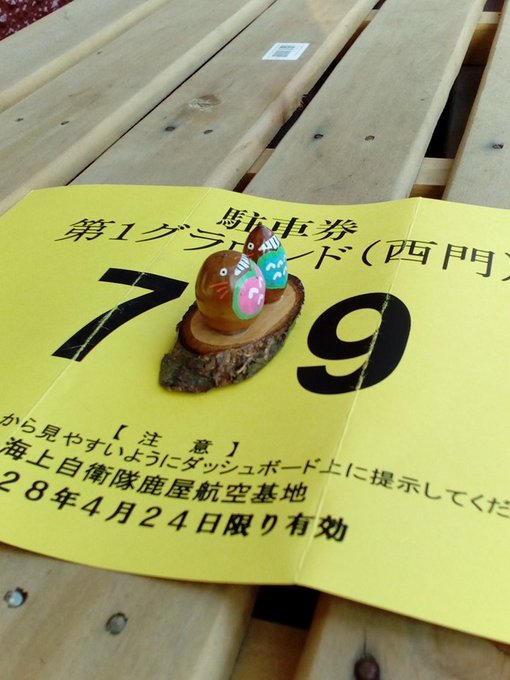 駐車券
第1グラウンド(西門)
79
【注意】
から見やすいようにダッシュボード上に提示してくだ
海上自衛隊鹿屋航空基地
28年4月24日限り有効